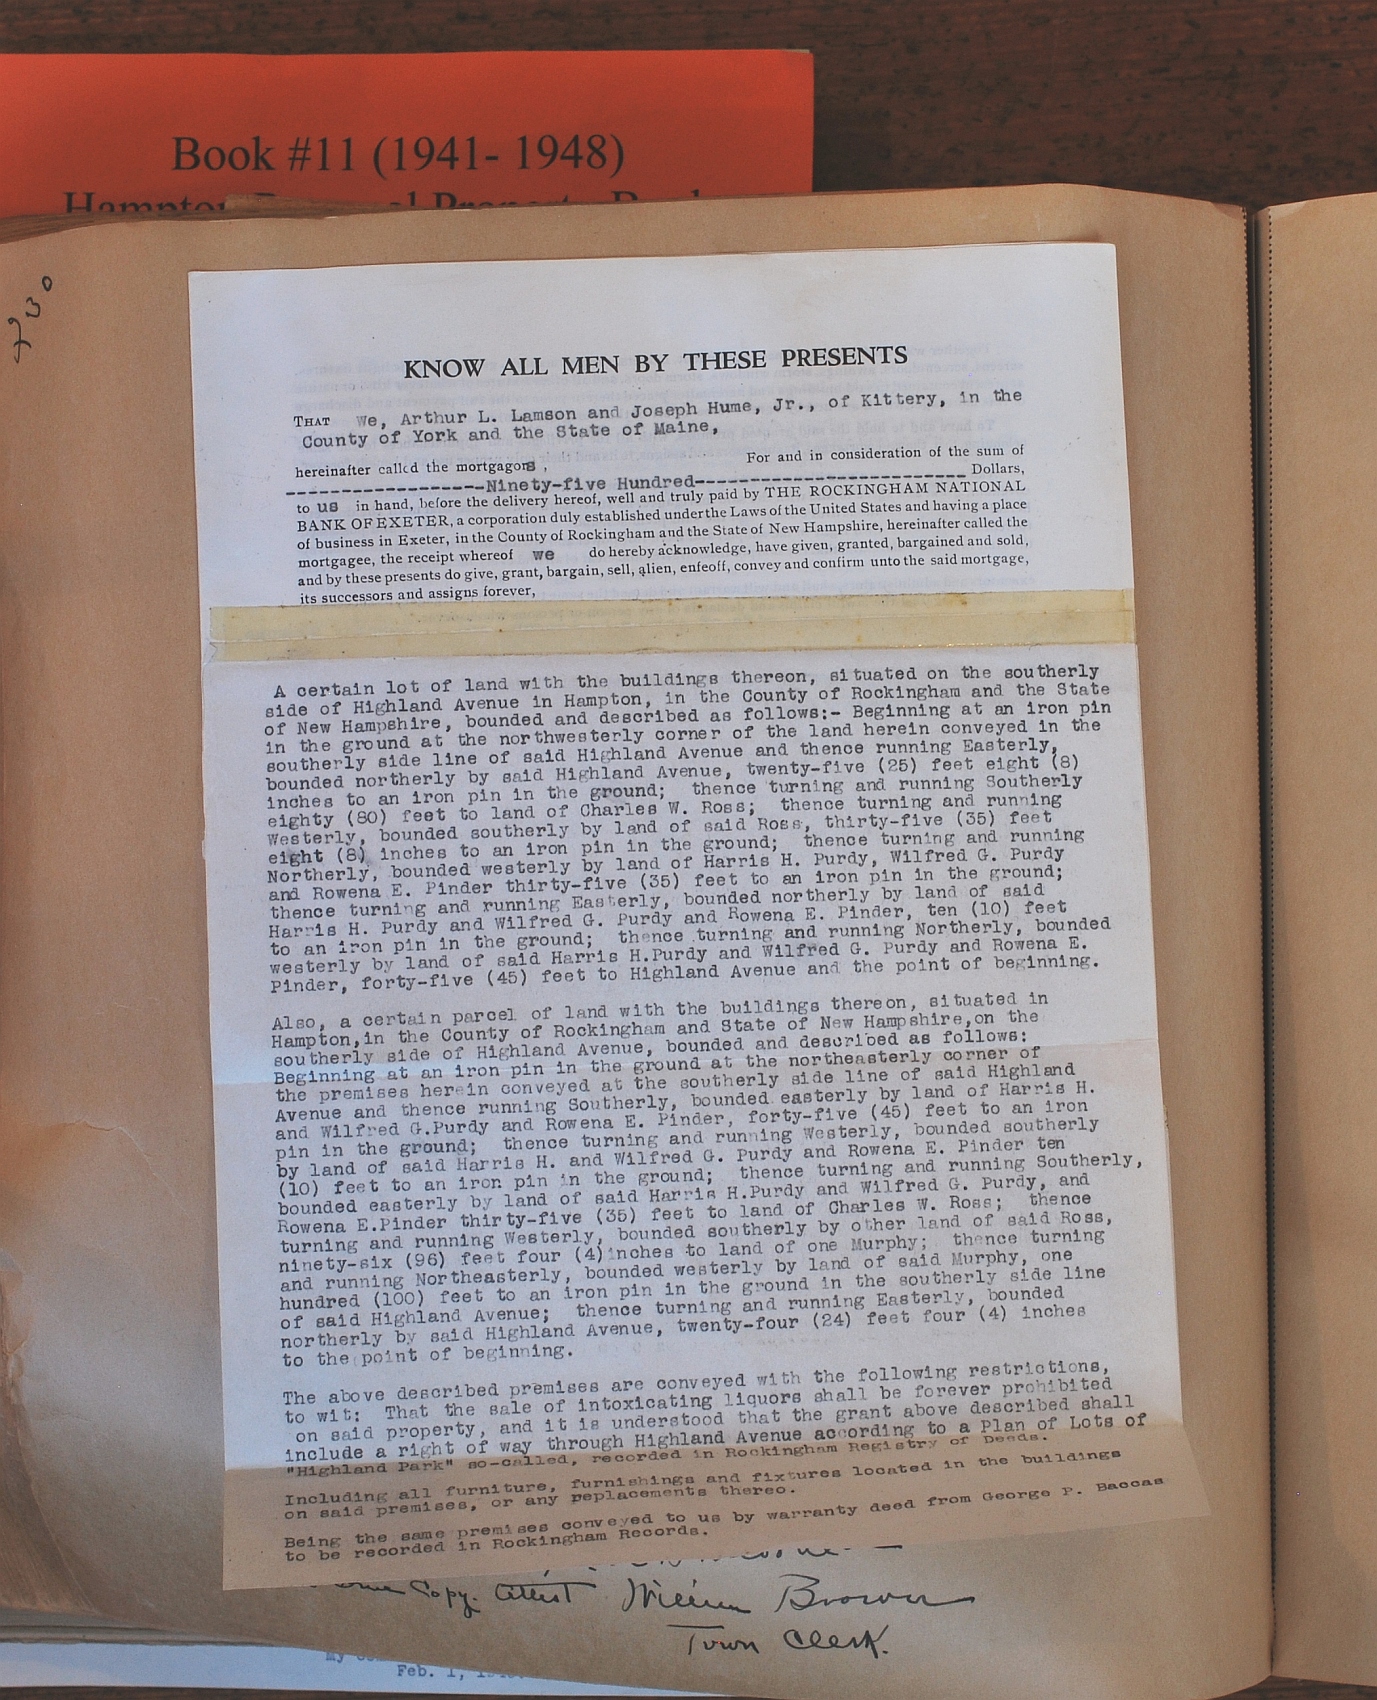 Book #11 (1941- 1948)
Hampton Personal Property Book
730
KNOW ALL MEN BY THESE PRESENTS
THAT We, Arthur L. Lamson and Joseph Hume, Jr., of Kittery, in the
County of York and the State of Maine,
hereinafter called the mortgagors , For and in consideration of the sum of
------------------Ninety-five Hundred------------------------- Dollars,
to us in hand, before the delivery hereof, well and truly paid by THE ROCKINGHAM NATIONAL
BANK OF EXETER, a corporation duly established under the Laws of the United States and having a place
of business in Exeter, in the County of Rockingham and the State of New Hampshire, hereinafter called the
mortgagee, the receipt whereof we do hereby acknowledge, have given, granted, bargained and sold,
and by these presents do give, grant, bargain, sell, alien, enfeoff, convey and confirm unto the said mortgage,
its successors and assigns forever,
A certain lot of land with the buildings thereon, situated on the southerly
side of Highland Avenue in Hampton, in the County of Rockingham and the State
of New Hampshire, bounded and described as follows:- Beginning at an iron pin
in the ground at the northwesterly corner of the land herein conveyed in the
southerly side line of said Highland Avenue and thence running Easterly,
bounded northerly by said Highland Avenue, twenty-five (25) feet eight (8)
inches to an iron pin in the ground; thence turning and running Southerly
eighty (80) feet to land of Charles W. Ross; thence turning and running
Westerly, bounded southerly by land of said Ross, thirty-five (35) feet
eight (8) inches to an iron pin in the ground; thence turning and running
Northerly, bounded westerly by land of Harris H. Purdy, Wilfred G. Purdy
and Rowena E. Pinder thirty-five (35) feet to an iron pin in the ground;
thence turning and running Easterly, bounded northerly by land of said
Harris H. Purdy and Wilfred G. Purdy and Rowena E. Pinder, ten (10) feet
to an iron pin in the ground; thence turning and running Northerly, bounded
westerly by land of said Harris H.Purdy and Wilfred G. Purdy and Rowena E.
Pinder, forty-five (45) feet to Highland Avenue and the point of beginning.
Also, a certain parcel of land with the buildings thereon, situated in
Hampton,in the County of Rockingham and State of New Hampshire,on the
southerly side of Highland Avenue, bounded and described as follows:
Beginning at an iron pin in the ground at the northeasterly corner of
the premises herein conveyed at the southerly side line of said Highland
Avenue and thence running Southerly, bounded easterly by land of Harris H.
and Wilfred G.Purdy and Rowena E. Pinder, forty-five (45) feet to an iron
pin in the ground; thence turning and running Westerly, bounded southerly
by land of said Harris H. and Wilfred G. Purdy and Rowena E. Pinder ten
(10) feet to an iron pin in the ground; thence turning and running Southerly,
bounded easterly by land of said Harris H.Purdy and Wilfred G. Purdy, and
Rowena E.Pinder thirty-five (35) feet to land of Charles W. Ross; thence
turning and running Westerly, bounded southerly by other land of said Ross,
ninety-six (96) feet four (4)inches to land of one Murphy; thence turning
and running Northeasterly, bounded westerly by land of said Murphy, one
hundred (100) feet to an iron pin in the ground in the southerly side line
of said Highland Avenue; thence turning and running Easterly, bounded
northerly by said Highland Avenue, twenty-four (24) feet four (4) inches
to the point of beginning.
The above described premises are conveyed with the following restrictions,
to wit: That the sale of intoxicating liquors shall be forever prohibited
on said property, and it is understood that the grant above described shall
include a right of way through Highland Avenue according to a Plan of Lots of
"Highland Park" so-called, recorded in Rockingham Registry of Deeds.
Including all furniture, furnishings and fixtures located in the buildings
on said premises, or any replacements thereo.
Being the same premises conveyed to us by warranty deed from George P. Baccas
to be recorded in Rockingham Records.
Copy. Attest William Brown
Town Clerk.
My
Feb. 1,